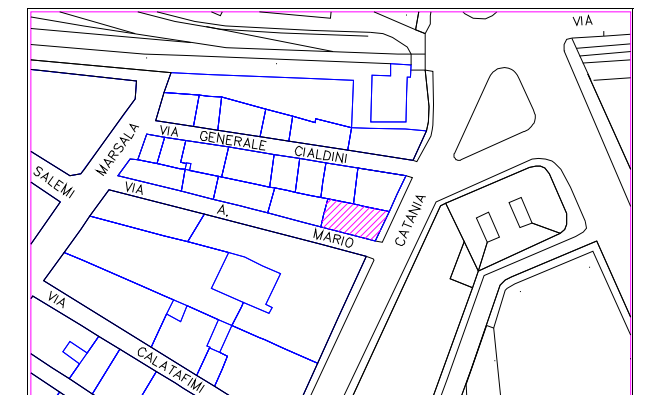 VIA
VIA GENERALE CIALDINI
MARSALA
SALEMI
VIA A. MARIO
CATANIA
VIA CALATAFIMI